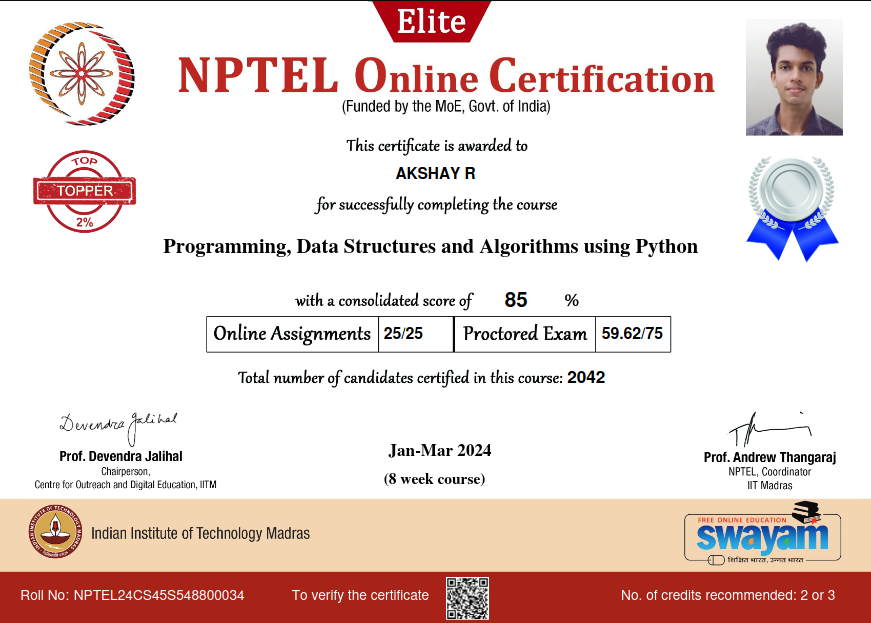 Elite
NPTEL Online Certification
(Funded by the MoE, Govt. of India)
This certificate is awarded to
AKSHAY R
for successfully completing the course
TOP
TOPPER
2%
Programming, Data Structures and Algorithms using Python
with a consolidated score of 85 %
Online Assignments 25/25 Proctored Exam 59.62/75
Total number of candidates certified in this course: 2042
Devendra Jalihal
Prof. Devendra Jalihal
Chairperson,
Centre for Outreach and Digital Education, IITM
Jan-Mar 2024
(8 week course)
Prof. Andrew Thangaraj
NPTEL, Coordinator
IIT Madras
Indian Institute of Technology Madras
FREE ONLINE EDUCATION
swayam
शिक्षित भारत, उन्नत भारत
Roll No: NPTEL24CS45S548800034 To verify the certificate No. of credits recommended: 2 or 3